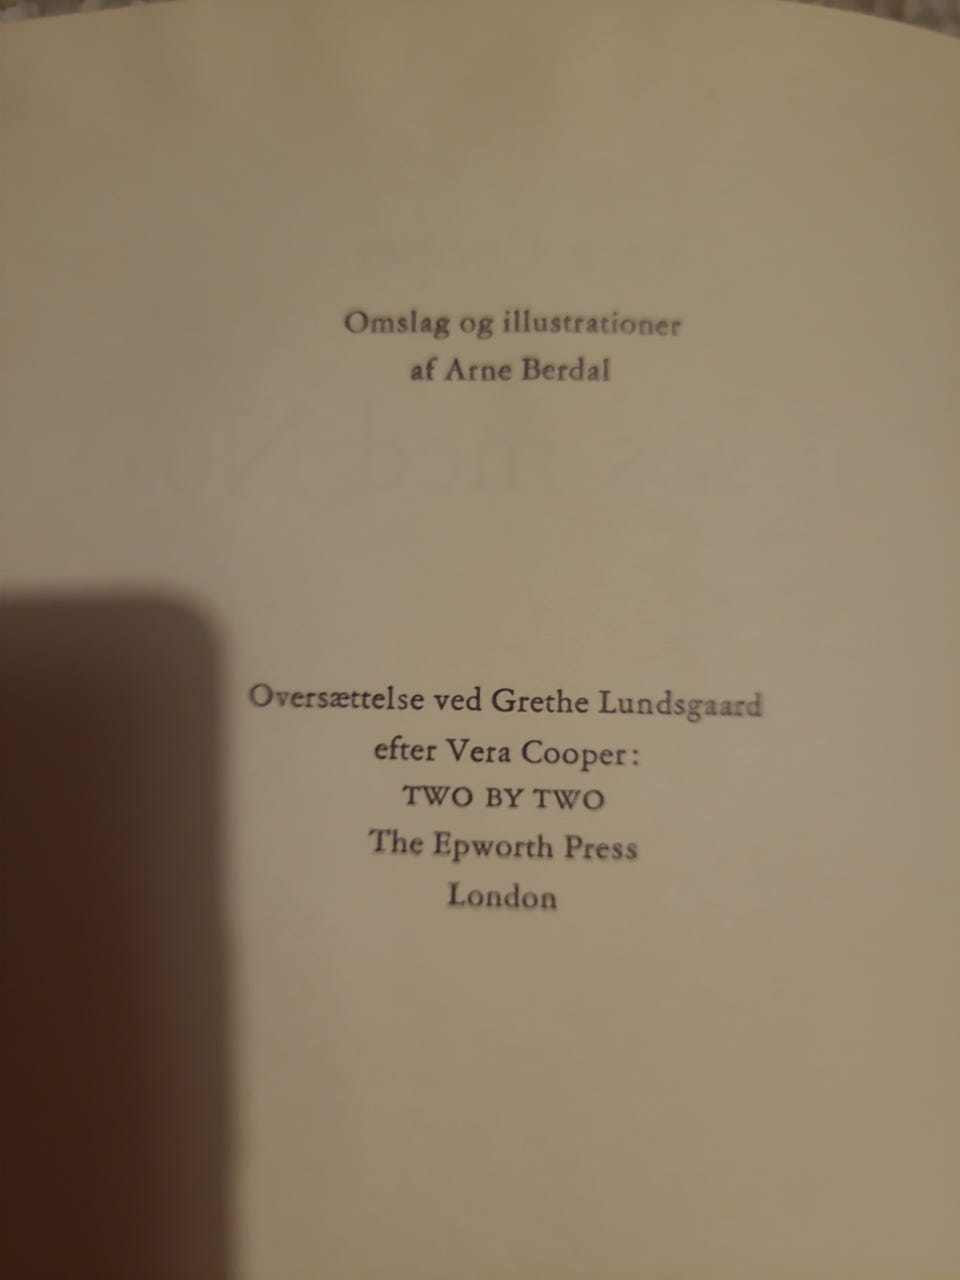 Omslag og illustrationer
af Arne Berdal
Oversættelse ved Grethe Lundsgaard
efter Vera Cooper:
TWO BY TWO
The Epworth Press
London